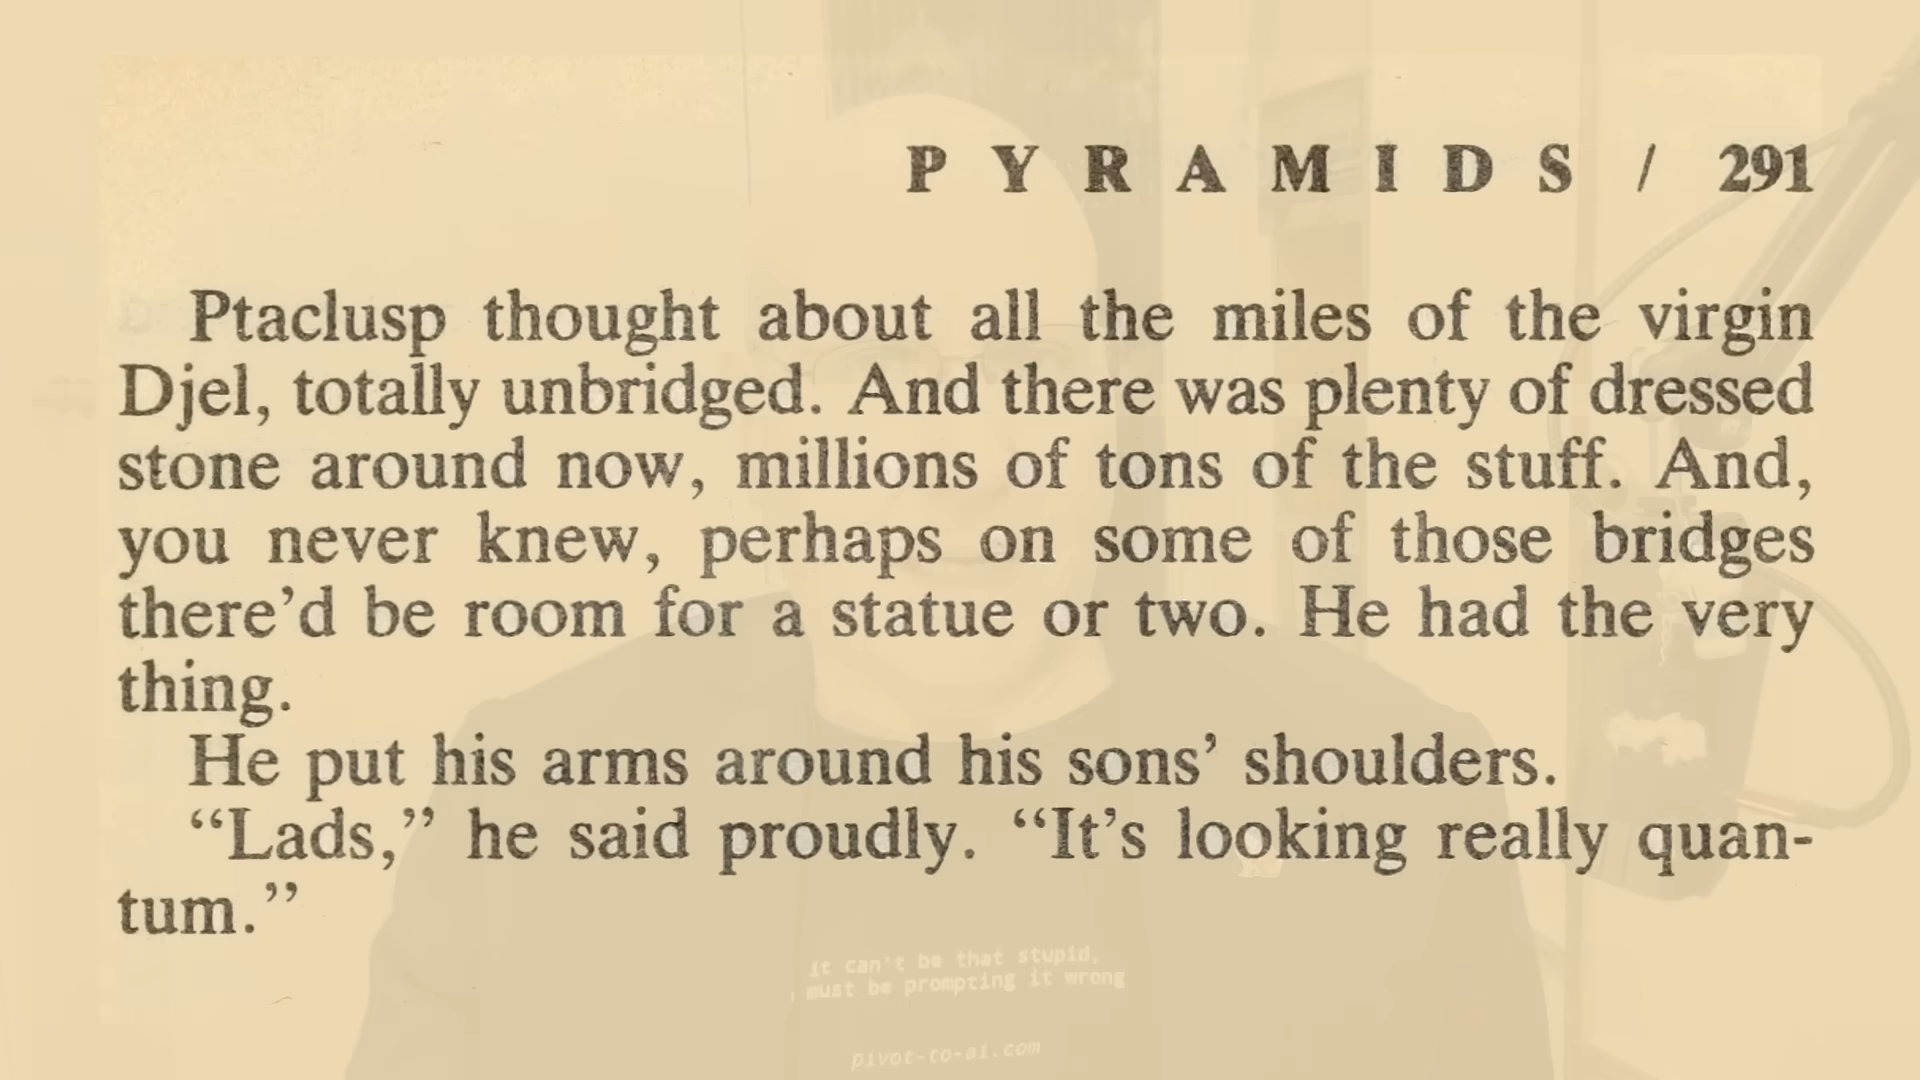 PYRAMIDS / 291
Ptaclusp thought about all the miles of the virgin
Djel, totally unbridged. And there was plenty of dressed
stone around now, millions of tons of the stuff. And,
you never knew, perhaps on some of those bridges
there’d be room for a statue or two. He had the very
thing.
He put his arms around his sons’ shoulders.
“Lads,” he said proudly. “It’s looking really quan-
tum.”
it can't be that stupid,
must be prompting it wrong
pivot-to-ai.com